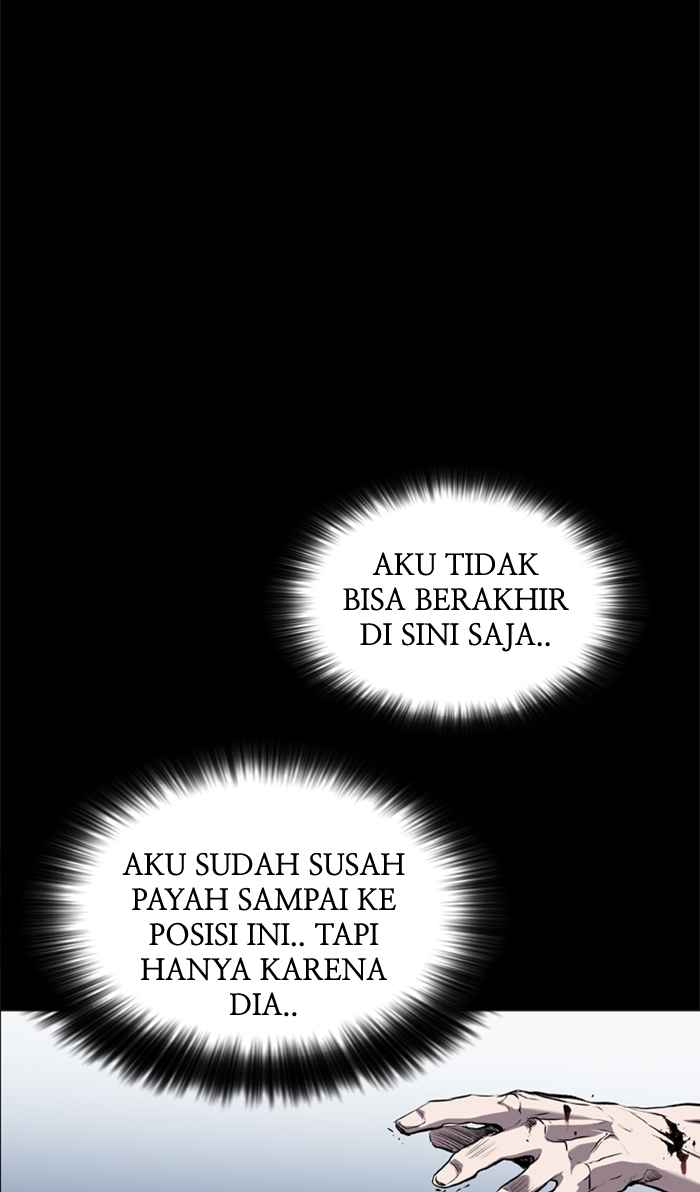 AKU TIDAK
BISA BERAKHIR
DI SINI SAJA..
AKU SUDAH SUSAH
PAYAH SAMPAI KE
POSISI INI.. TAPI
HANYA KARENA
DIA..